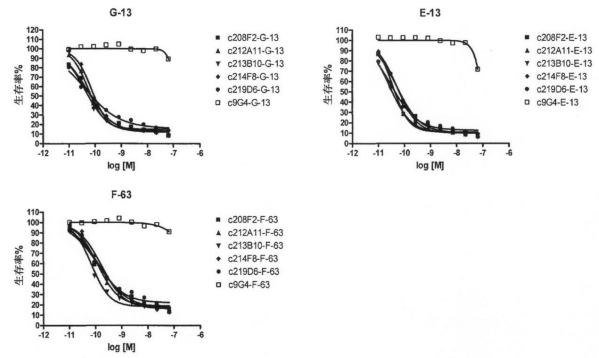 G-13
生存率%
110
100
90
80
70
60
50
40
30
20
10
0
-12 -11 -10 -9 -8 -7 -6
log [M]
c208F2-G-13
c212A11-G-13
c213B10-G-13
c214F8-G-13
c219D6-G-13
c9G4-G-13
E-13
生存率%
110
100
90
80
70
60
50
40
30
20
10
0
-12 -11 -10 -9 -8 -7 -6
log [M]
c208F2-E-13
c212A11-E-13
c213B10-E-13
c214F8-E-13
c219D6-E-13
c9G4-E-13
F-63
生存率%
110
100
90
80
70
60
50
40
30
20
10
0
-12 -11 -10 -9 -8 -7 -6
log [M]
c208F2-F-63
c212A11-F-63
c213B10-F-63
c214F8-F-63
c219D6-F-63
c9G4-F-63